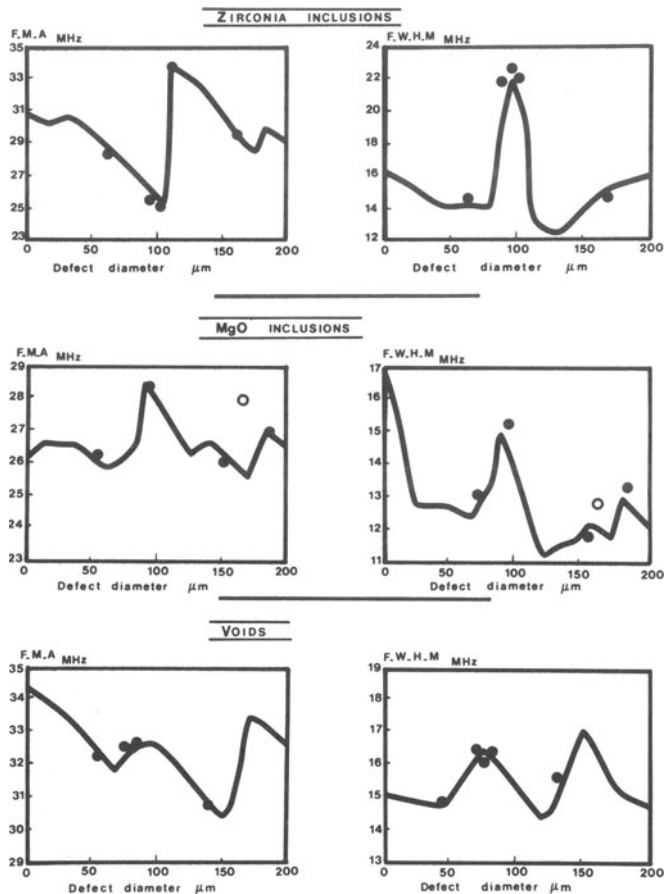 ZIRCONIA INCLUSIONS
F.M.A MHz
35
33
31
29
27
25
23
0 50 100 150 200
Defect diameter µm
F.W.H.M MHz
24
22
20
18
16
14
12
0 50 100 150 200
Defect diameter µm
MgO INCLUSIONS
F.M.A MHz
29
28
27
26
25
24
23
0 50 100 150 200
Defect diameter µm
F.W.H.M MHz
17
16
15
14
13
12
11
0 50 100 150 200
Defect diameter µm
VOIDS
F.M.A MHz
35
34
33
32
31
30
29
0 50 100 150 200
Defect diameter µm
F.W.H.M MHz
19
18
17
16
15
14
13
0 50 100 150 200
Defect diameter µm